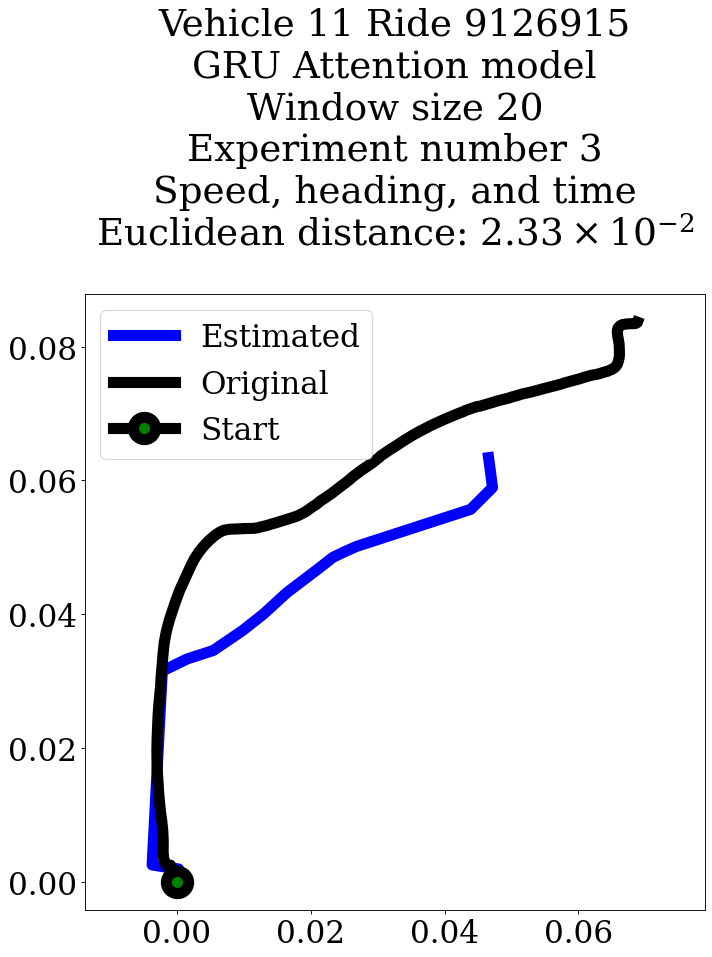 Vehicle 11 Ride 9126915
GRU Attention model
Window size 20
Experiment number 3
Speed, heading, and time
Euclidean distance: 2.33 × 10⁻²
Estimated
Original
Start
0.08
0.06
0.04
0.02
0.00
0.00 0.02 0.04 0.06